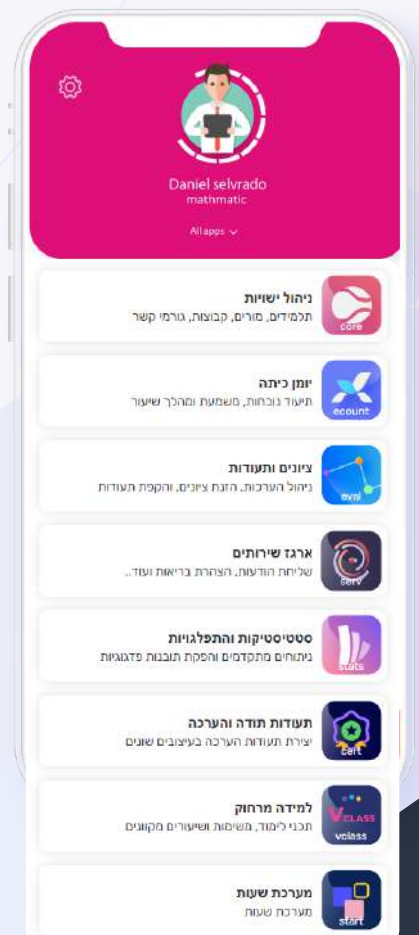 Daniel selvrado
mathmatic
All apps
ניהול ישויות
תלמידים, מורים, קבוצות, גורמי קשר
core
יומן כיתה
תיעוד נוכחות, משמעת ומהלך שיעור
ecount
ציונים ותעודות
ניהול הערכות, הזנת ציונים, והקפת תעודות
eval
ארגז שירותים
שליחת הודעות, הצהרת בריאות ועוד..
serv
סטטיסטיקות והתפלגויות
ניתוחים מתקדמים והפקת תובנות פדגוגיות
stats
תעודות תודה והערכה
יצירת תעודות הערכה בעיצובים שונים
cert
למידה מרחוק
תכני לימוד, משימות ושיעורים מקוונים
VCLASS
vclass
מערכת שעות
מערכת שעות
start